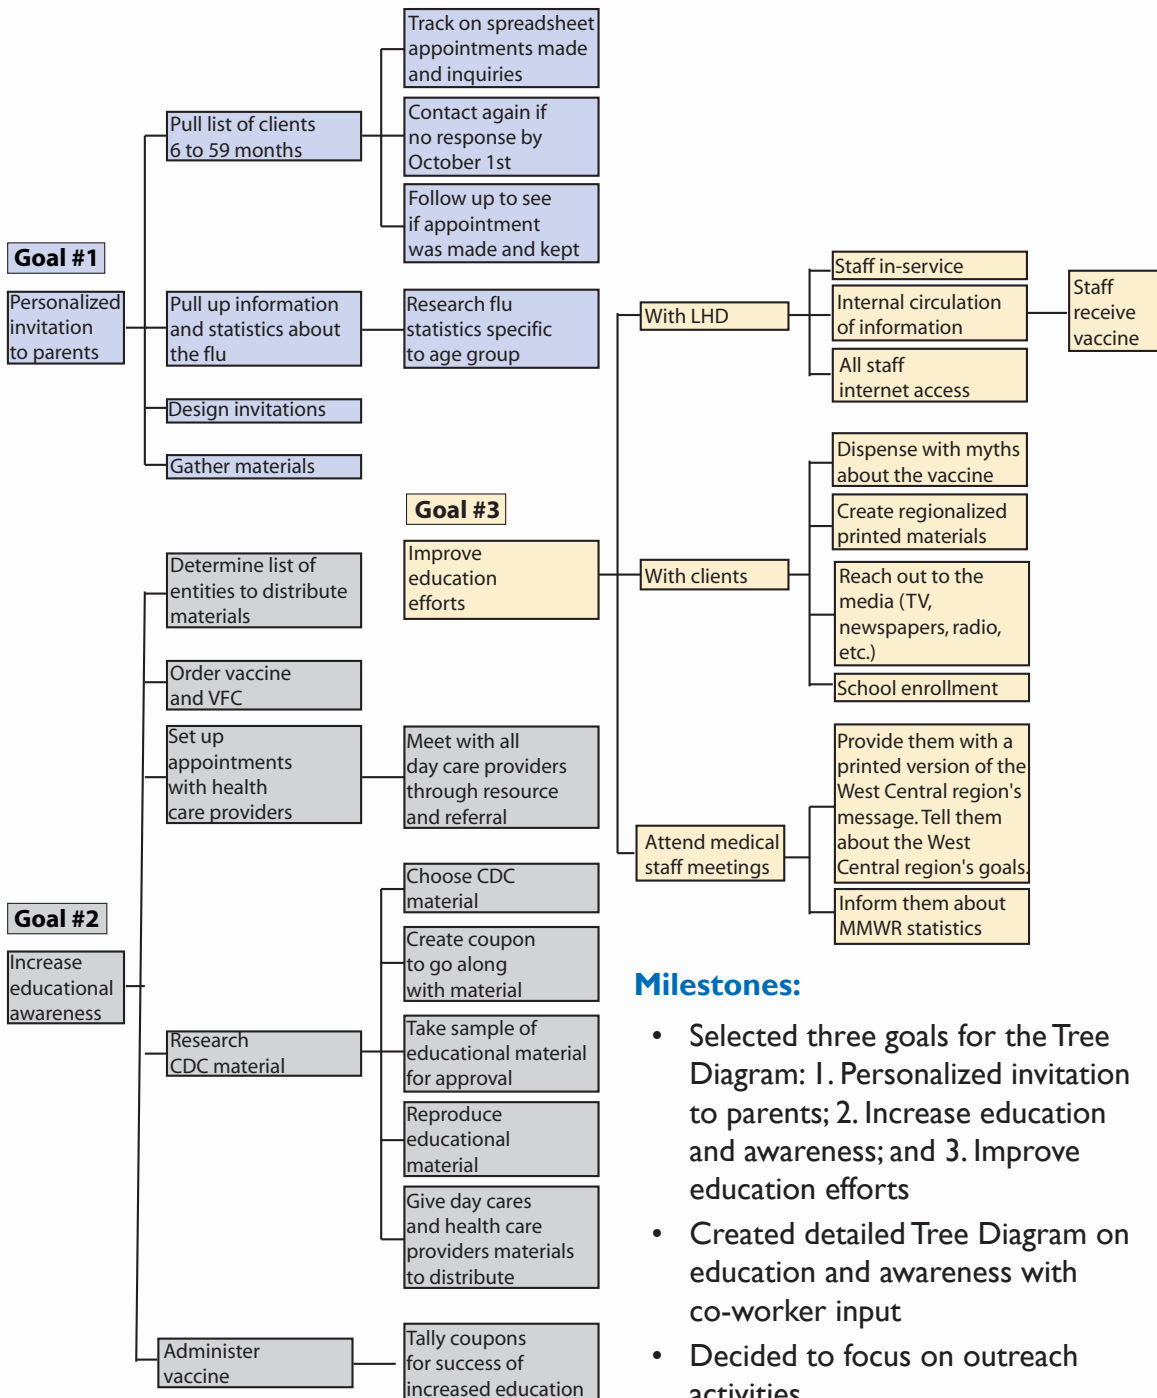 Goal #1
Personalized
invitation
to parents
Pull list of clients
6 to 59 months
Track on spreadsheet
appointments made
and inquiries
Contact again if
no response by
October 1st
Follow up to see
if appointment
was made and kept
Pull up information
and statistics about
the flu
Research flu
statistics specific
to age group
Design invitations
Gather materials
Goal #2
Increase
educational
awareness
Determine list of
entities to distribute
materials
Order vaccine
and VFC
Set up
appointments
with health
care providers
Meet with all
day care providers
through resource
and referral
Research
CDC material
Choose CDC
material
Create coupon
to go along
with material
Take sample of
educational material
for approval
Reproduce
educational
material
Give day cares
and health care
providers materials
to distribute
Administer
vaccine
Tally coupons
for success of
increased education
Goal #3
Improve
education
efforts
With LHD
Staff in-service
Internal circulation
of information
Staff
receive
vaccine
All staff
internet access
With clients
Dispense with myths
about the vaccine
Create regionalized
printed materials
Reach out to the
media (TV,
newspapers, radio,
etc.)
School enrollment
Attend medical
staff meetings
Provide them with a
printed version of the
West Central region's
message. Tell them
about the West
Central region's goals.
Inform them about
MMWR statistics
Milestones:
• Selected three goals for the Tree
Diagram: 1. Personalized invitation
to parents; 2. Increase education
and awareness; and 3. Improve
education efforts
• Created detailed Tree Diagram on
education and awareness with
co-worker input
• Decided to focus on outreach
activities